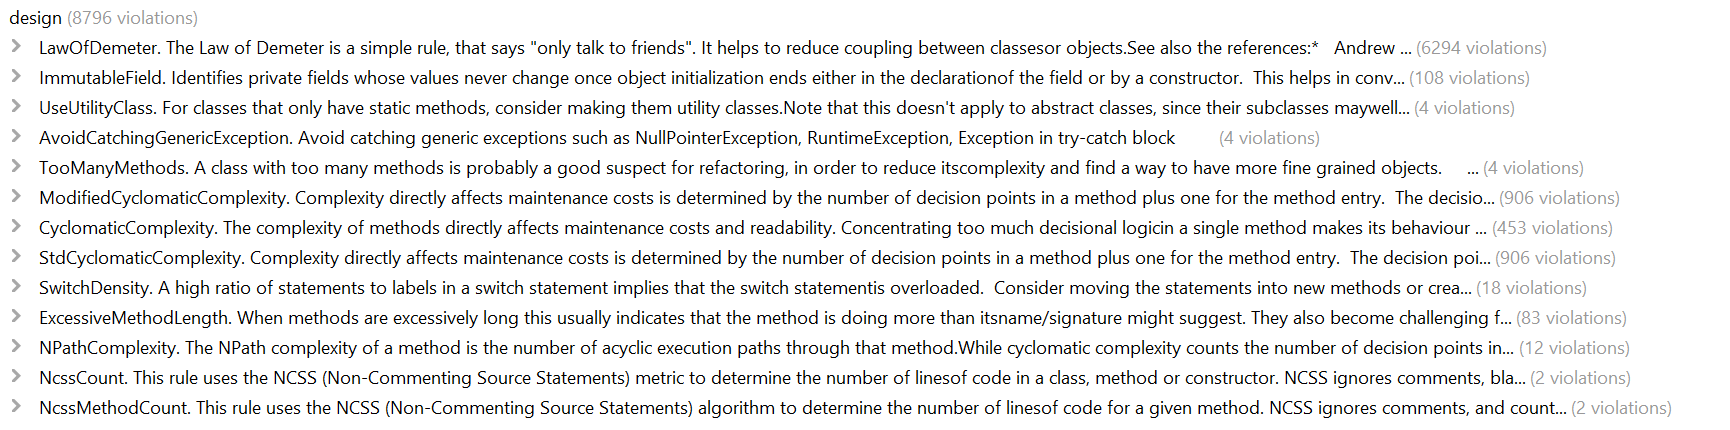 design (8796 violations)
LawOfDemeter. The Law of Demeter is a simple rule, that says "only talk to friends". It helps to reduce coupling between classesor objects.See also the references:* Andrew ... (6294 violations)
ImmutableField. Identifies private fields whose values never change once object initialization ends either in the declarationof the field or by a constructor. This helps in conv... (108 violations)
UseUtilityClass. For classes that only have static methods, consider making them utility classes.Note that this doesn't apply to abstract classes, since their subclasses maywell... (4 violations)
AvoidCatchingGenericException. Avoid catching generic exceptions such as NullPointerException, RuntimeException, Exception in try-catch block (4 violations)
TooManyMethods. A class with too many methods is probably a good suspect for refactoring, in order to reduce itscomplexity and find a way to have more fine grained objects. ... (4 violations)
ModifiedCyclomaticComplexity. Complexity directly affects maintenance costs is determined by the number of decision points in a method plus one for the method entry. The decisio... (906 violations)
CyclomaticComplexity. The complexity of methods directly affects maintenance costs and readability. Concentrating too much decisional logicin a single method makes its behaviour ... (453 violations)
StdCyclomaticComplexity. Complexity directly affects maintenance costs is determined by the number of decision points in a method plus one for the method entry. The decision poi... (906 violations)
SwitchDensity. A high ratio of statements to labels in a switch statement implies that the switch statementis overloaded. Consider moving the statements into new methods or crea... (18 violations)
ExcessiveMethodLength. When methods are excessively long this usually indicates that the method is doing more than itsname/signature might suggest. They also become challenging f... (83 violations)
NPathComplexity. The NPath complexity of a method is the number of acyclic execution paths through that method.While cyclomatic complexity counts the number of decision points in... (12 violations)
NcssCount. This rule uses the NCSS (Non-Commenting Source Statements) metric to determine the number of linesof code in a class, method or constructor. NCSS ignores comments, bla... (2 violations)
NcssMethodCount. This rule uses the NCSS (Non-Commenting Source Statements) algorithm to determine the number of linesof code for a given method. NCSS ignores comments, and count... (2 violations)